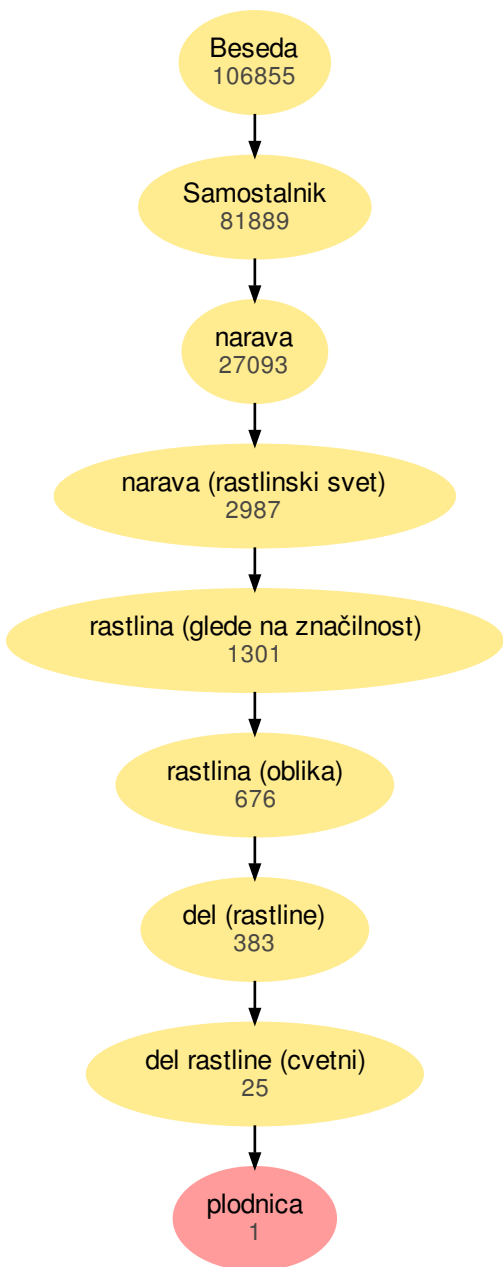 Beseda
106855
Samostalnik
81889
narava
27093
narava (rastlinski svet)
2987
rastlina (glede na značilnost)
1301
rastlina (oblika)
676
del (rastline)
383
del rastline (cvetni)
25
plodnica
1